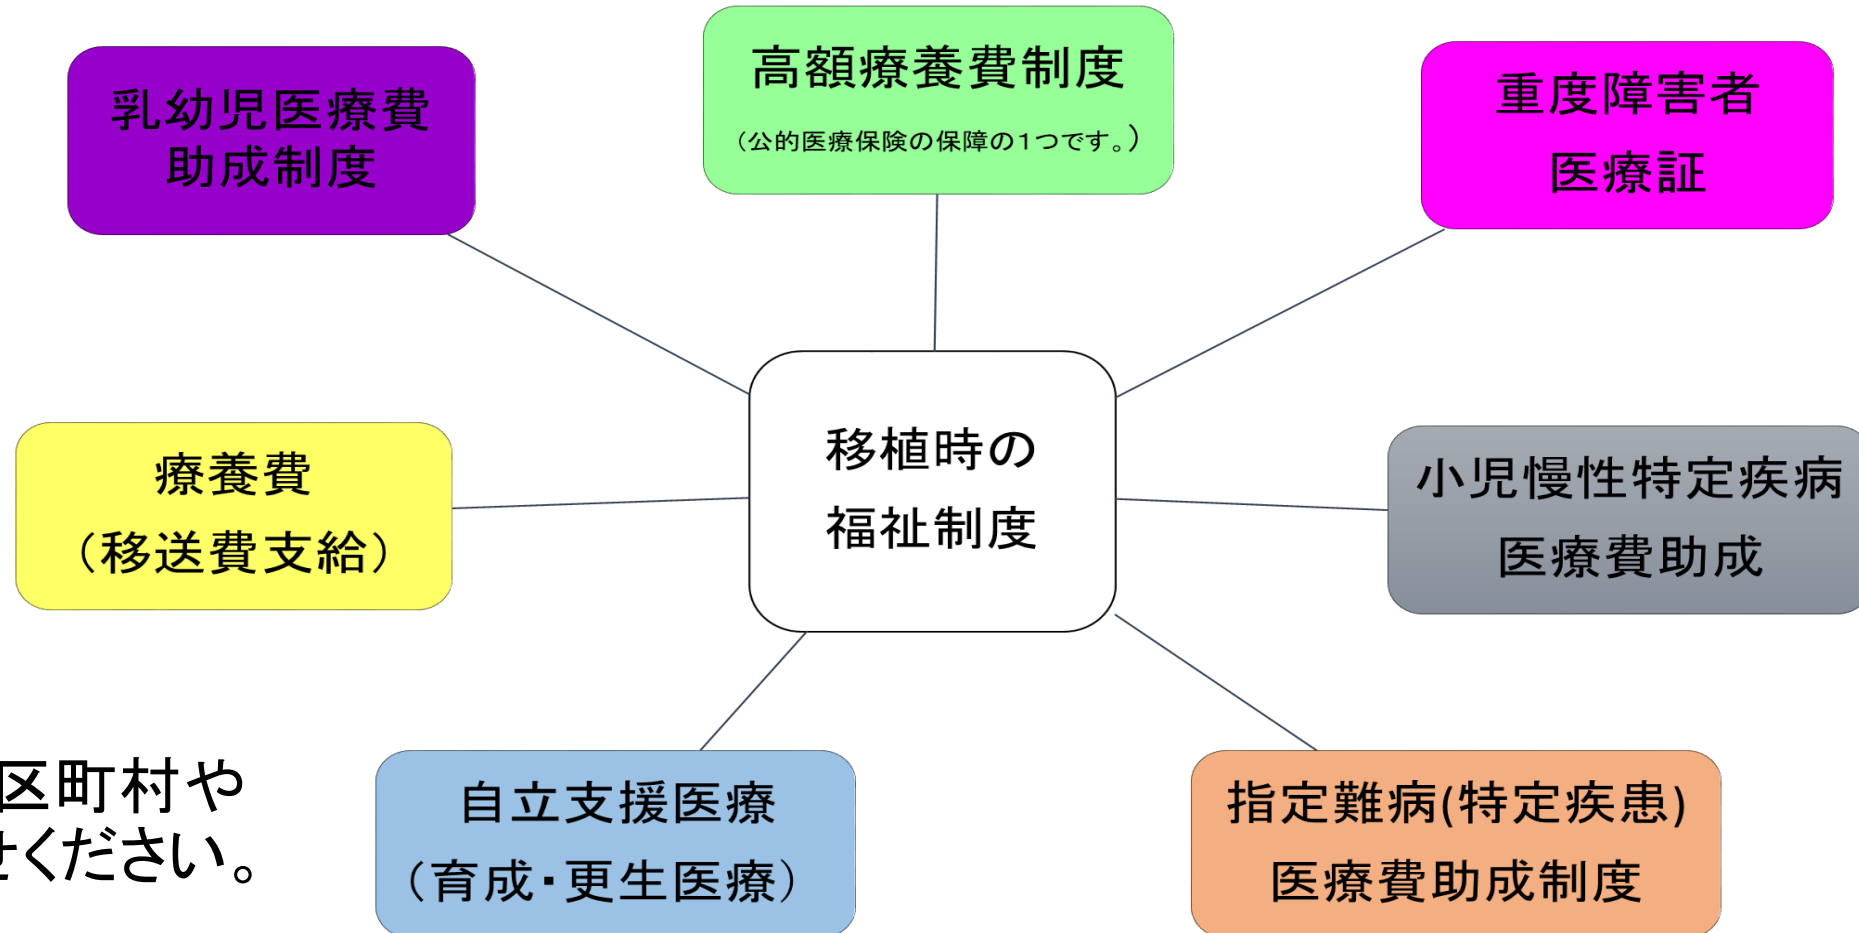 高額療養費制度
（公的医療保険の保障の1つです。）
乳幼児医療費
助成制度
重度障害者
医療証
移植時の
福祉制度
療養費
（移送費支給）
小児慢性特定疾病
医療費助成
自立支援医療
（育成・更生医療）
指定難病(特定疾患)
医療費助成制度
区町村や
せください。